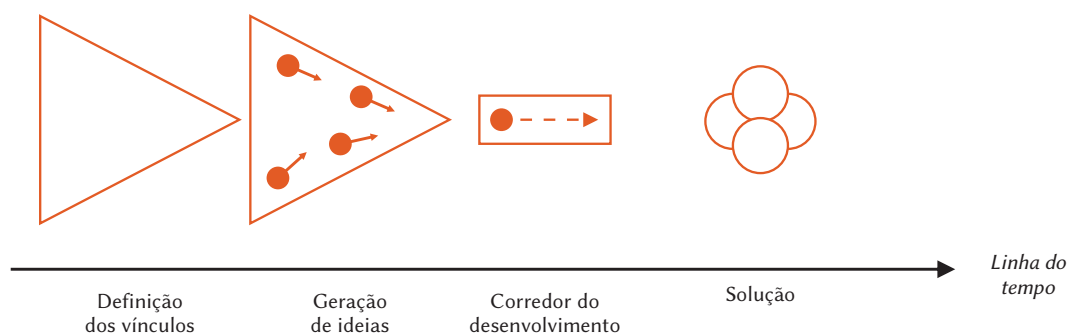 Linha do
tempo
Definição
dos vínculos
Geração
de ideias
Corredor do
desenvolvimento
Solução